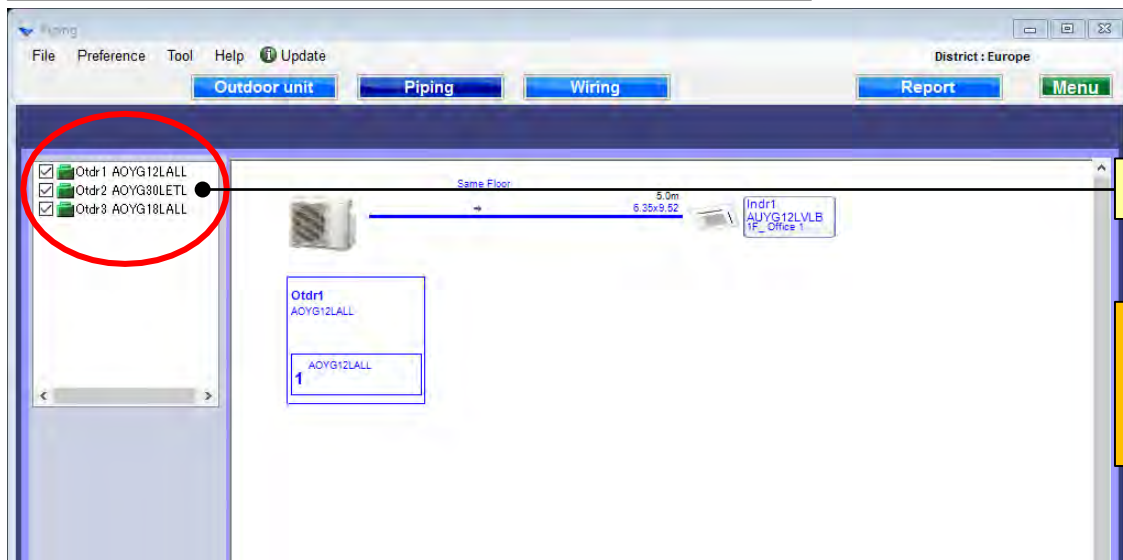 Piping
File Preference Tool Help Update District : Europe
Outdoor unit Piping Wiring Report Menu
Otdr1 AOYG12LALL
Otdr2 AOYG30LETL
Otdr3 AOYG18LALL
Same Floor
5.0m
6.35x9.52
Indr1
AUYG12LVLB
1F_ Office 1
Otdr1
AOYG12LALL
AOYG12LALL
1